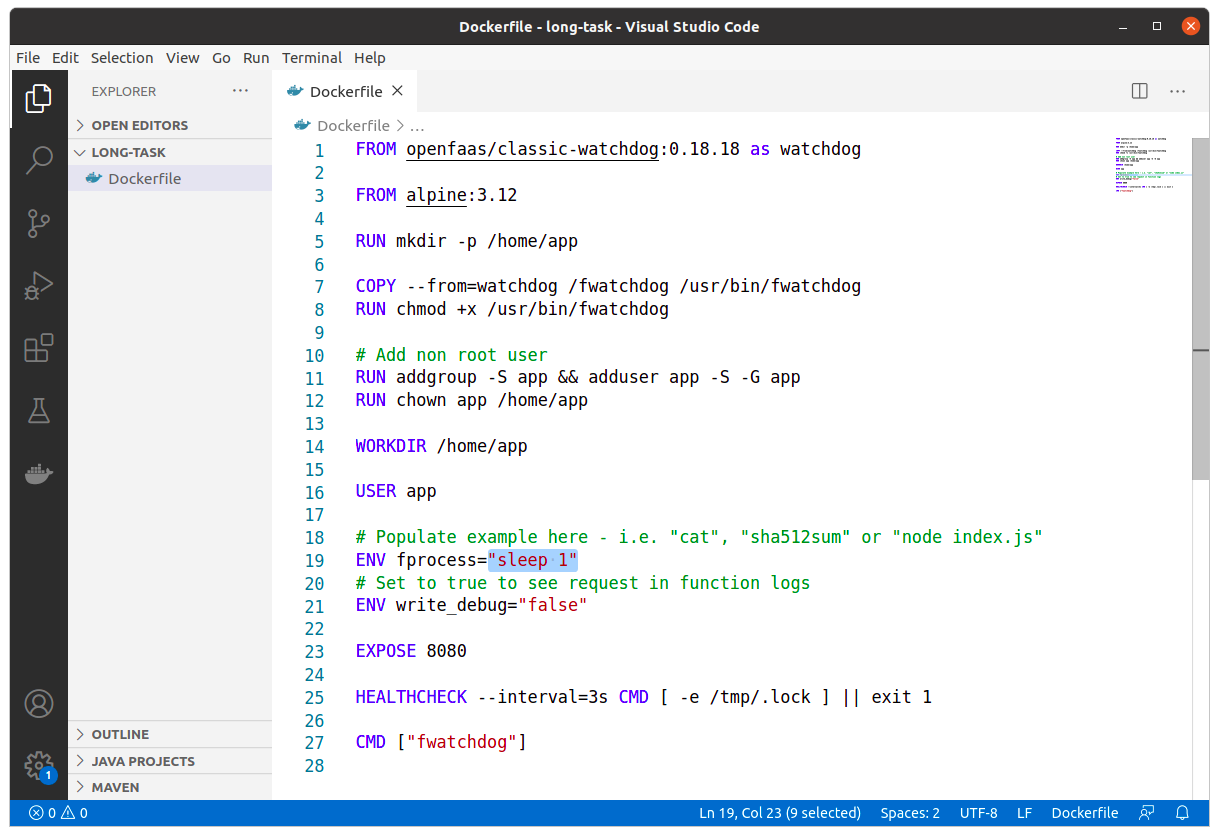 Dockerfile - long-task - Visual Studio Code
File Edit Selection View Go Run Terminal Help
EXPLORER ...
OPEN EDITORS
LONG-TASK
Dockerfile
OUTLINE
JAVA PROJECTS
MAVEN
1
Dockerfile
Dockerfile > ...
1 FROM openfaas/classic-watchdog:0.18.18 as watchdog
2
3 FROM alpine:3.12
4
5 RUN mkdir -p /home/app
6
7 COPY --from=watchdog /fwatchdog /usr/bin/fwatchdog
8 RUN chmod +x /usr/bin/fwatchdog
9
10 # Add non root user
11 RUN addgroup -S app && adduser app -S -G app
12 RUN chown app /home/app
13
14 WORKDIR /home/app
15
16 USER app
17
18 # Populate example here - i.e. "cat", "sha512sum" or "node index.js"
19 ENV fprocess="sleep 1"
20 # Set to true to see request in function logs
21 ENV write_debug="false"
22
23 EXPOSE 8080
24
25 HEALTHCHECK --interval=3s CMD [ -e /tmp/.lock ] || exit 1
26
27 CMD ["fwatchdog"]
28
0 0 Ln 19, Col 23 (9 selected) Spaces: 2 UTF-8 LF Dockerfile